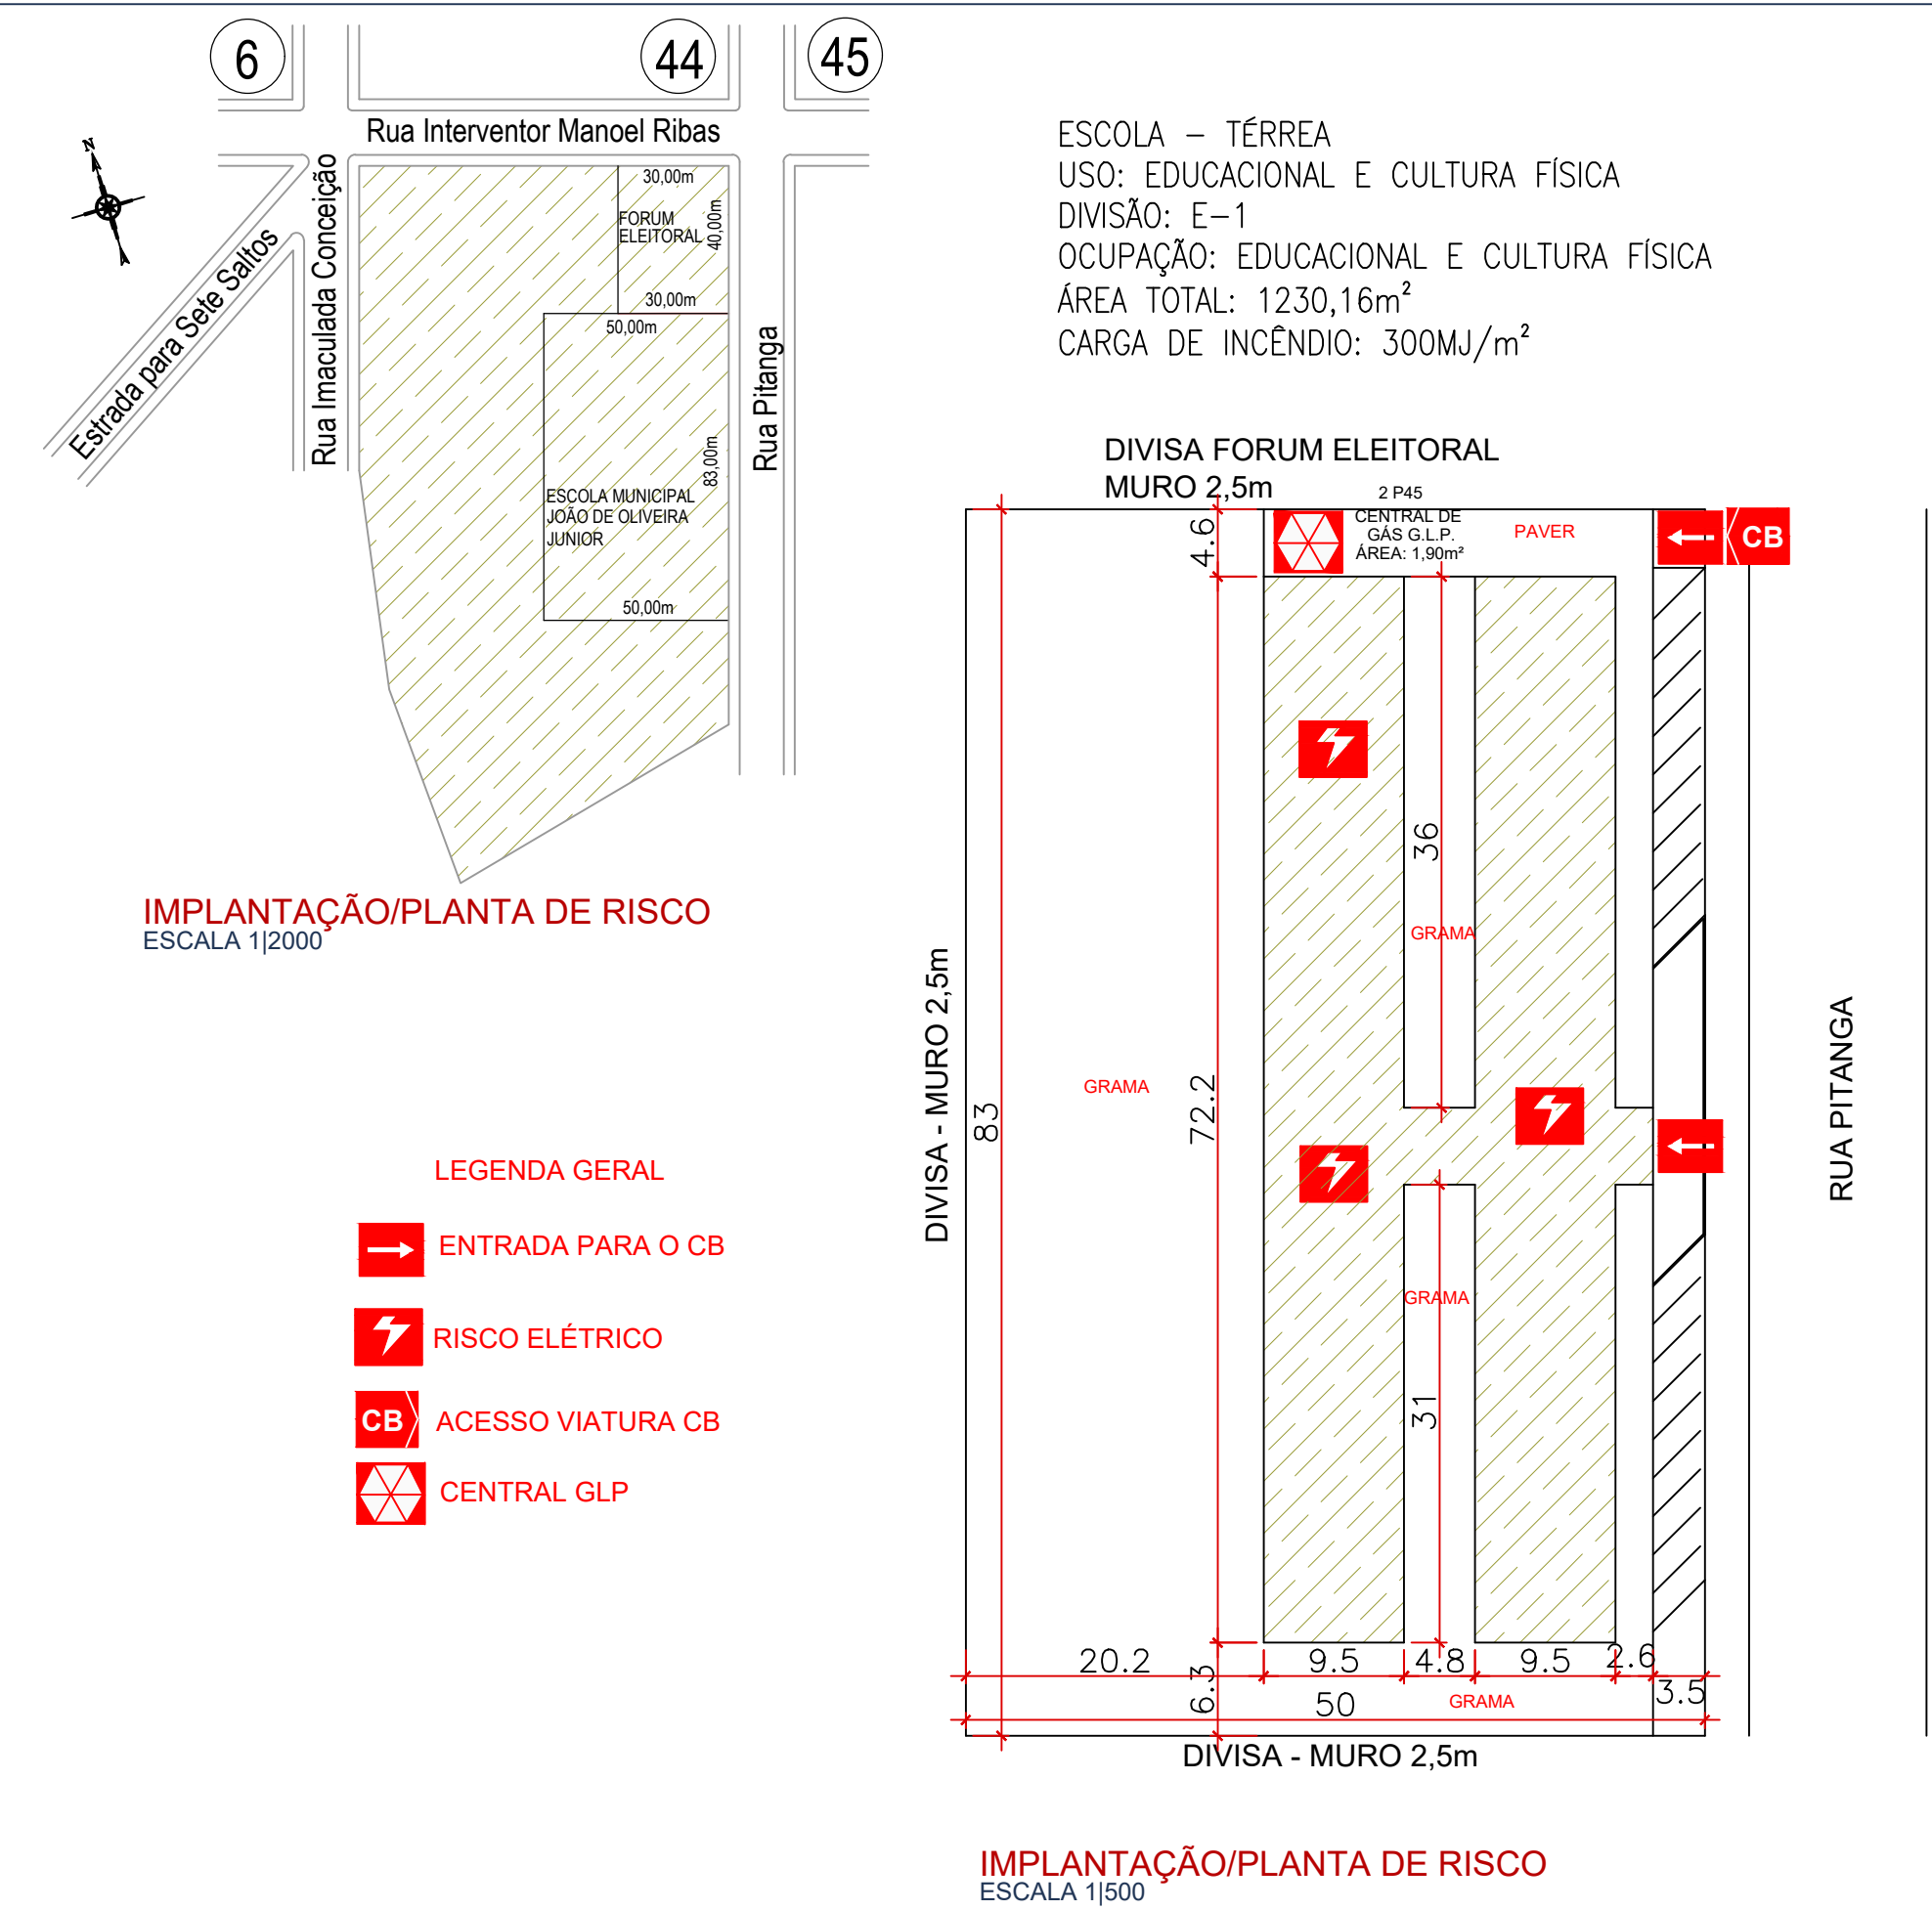 6
44
45
Rua Interventor Manoel Ribas
N
Estrada para Sete Saltos
Rua Imaculada Conceição
30,00m
FORUM
ELEITORAL
40,00m
30,00m
50,00m
Rua Pitanga
83,00m
ESCOLA MUNICIPAL
JOÃO DE OLIVEIRA
JUNIOR
50,00m
IMPLANTAÇÃO/PLANTA DE RISCO
ESCALA 1|2000
ESCOLA – TÉRREA
USO: EDUCACIONAL E CULTURA FÍSICA
DIVISÃO: E–1
OCUPAÇÃO: EDUCACIONAL E CULTURA FÍSICA
ÁREA TOTAL: 1230,16m²
CARGA DE INCÊNDIO: 300MJ/m²
LEGENDA GERAL
ENTRADA PARA O CB
RISCO ELÉTRICO
CB
ACESSO VIATURA CB
CENTRAL GLP
DIVISA FORUM ELEITORAL
MURO 2,5m
2 P45
CENTRAL DE
GÁS G.L.P.
ÁREA: 1,90m²
PAVER
CB
4.6
36
GRAMA
DIVISA - MURO 2,5m
83
GRAMA
72.2
RUA PITANGA
GRAMA
31
20.2
9.5
4.8
9.5
2.6
3.5
6.3
50
GRAMA
DIVISA - MURO 2,5m
IMPLANTAÇÃO/PLANTA DE RISCO
ESCALA 1|500